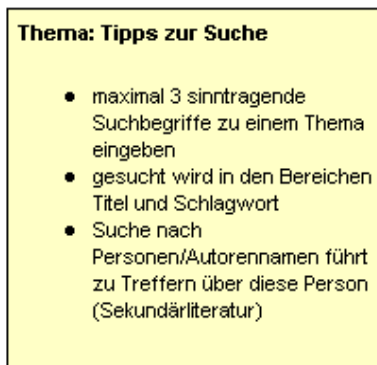 Thema: Tipps zur Suche
● maximal 3 sinntragende
Suchbegriffe zu einem Thema
eingeben
● gesucht wird in den Bereichen
Titel und Schlagwort
● Suche nach
Personen/Autorennamen führt
zu Treffern über diese Person
(Sekundärliteratur)